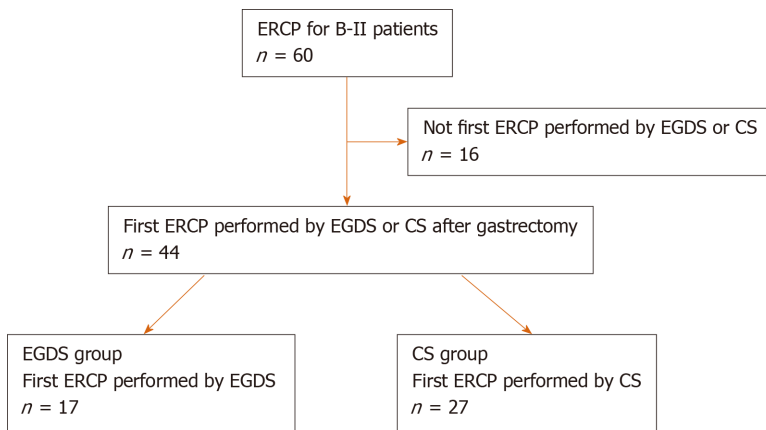 ERCP for B-II patients
n = 60
Not first ERCP performed by EGDS or CS
n = 16
First ERCP performed by EGDS or CS after gastrectomy
n = 44
EGDS group
First ERCP performed by EGDS
n = 17
CS group
First ERCP performed by CS
n = 27